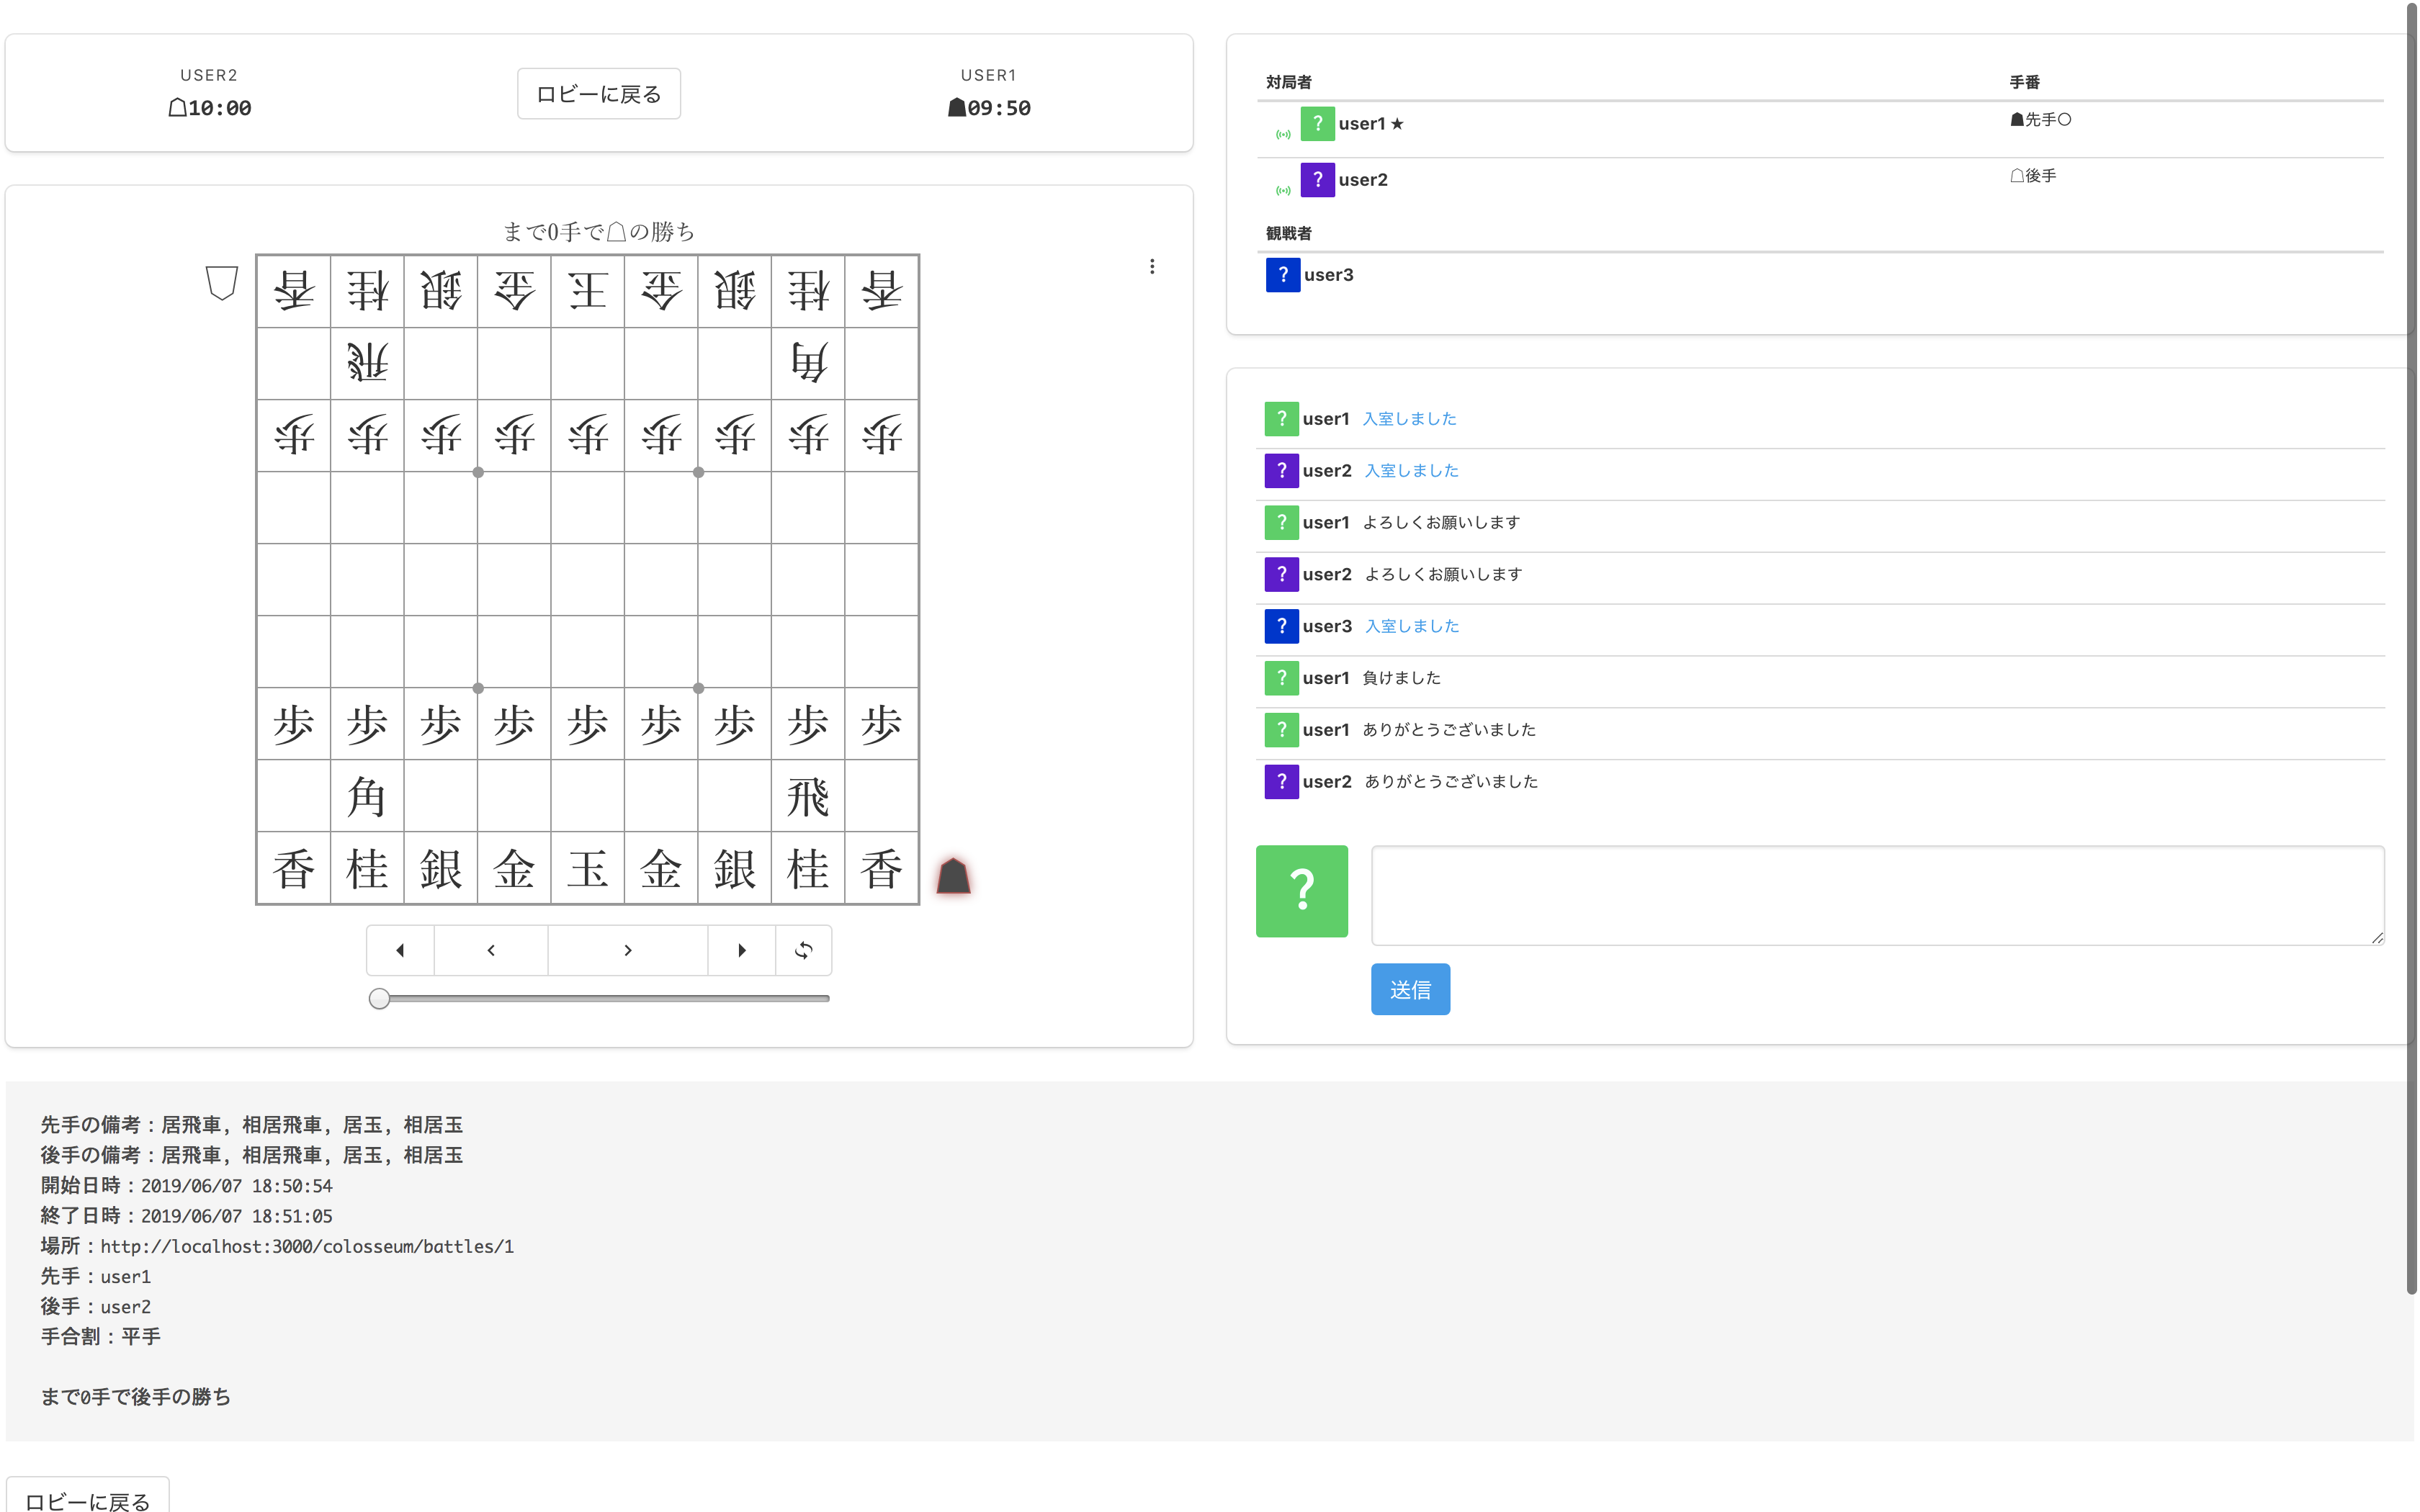 USER2
☖10:00
ロビーに戻る
USER1
☗09:50
まで0手で☖の勝ち
香桂銀金王金銀桂香
飛角
歩歩歩歩歩歩歩歩歩
歩歩歩歩歩歩歩歩歩
角飛
香桂銀金玉金銀桂香
対局者 手番
? user1 ★ ☗先手○
? user2 ☖後手
観戦者
? user3
? user1 入室しました
? user2 入室しました
? user1 よろしくお願いします
? user2 よろしくお願いします
? user3 入室しました
? user1 負けました
? user1 ありがとうございました
? user2 ありがとうございました
?
送信
先手の備考：居飛車, 相居飛車, 居玉, 相居玉
後手の備考：居飛車, 相居飛車, 居玉, 相居玉
開始日時：2019/06/07 18:50:54
終了日時：2019/06/07 18:51:05
場所：http://localhost:3000/colosseum/battles/1
先手：user1
後手：user2
手合割：平手
まで0手で後手の勝ち
ロビーに戻る